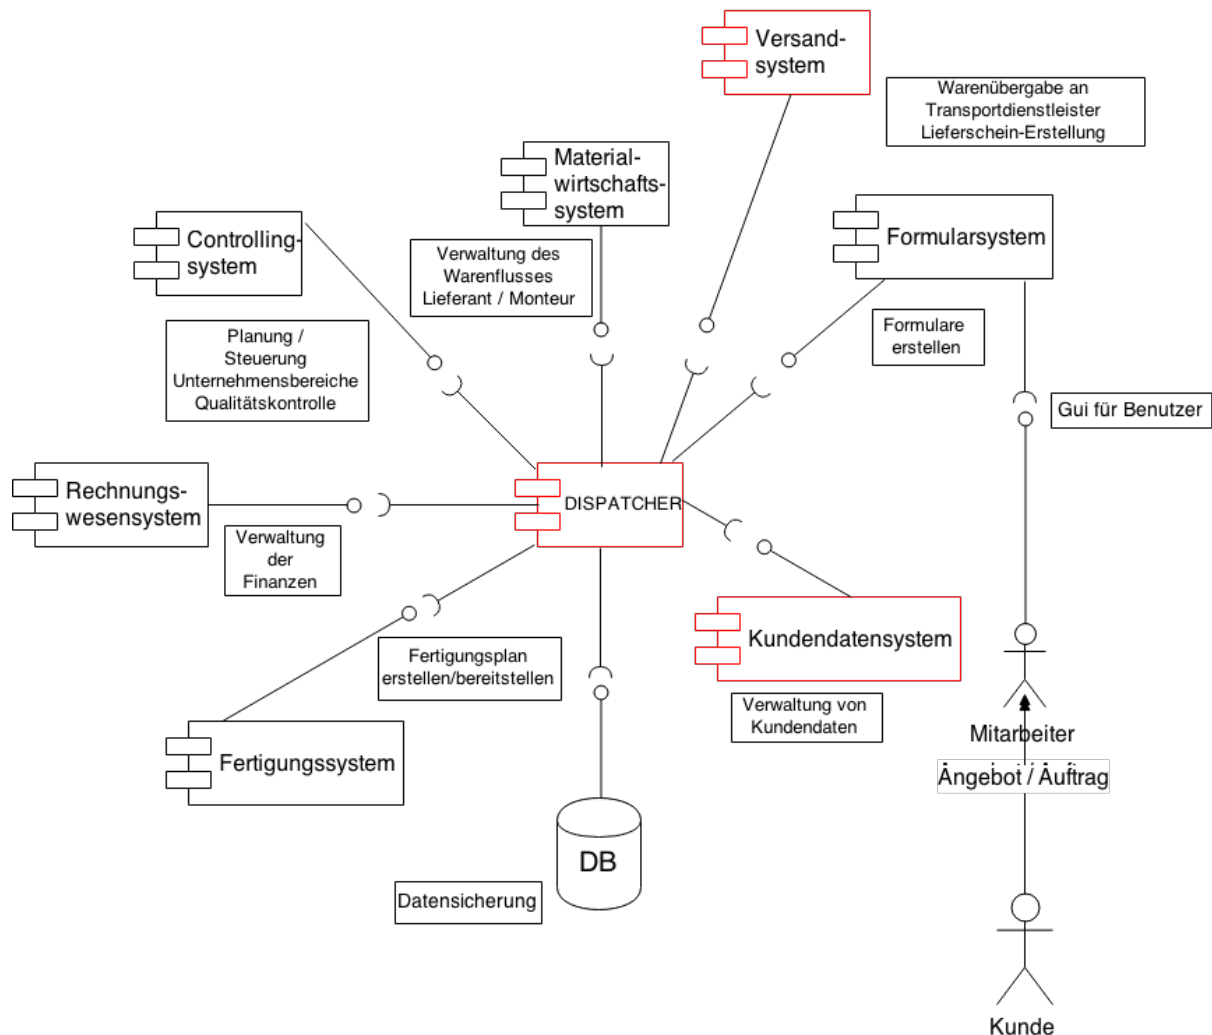 Versand-
system
Warenübergabe an
Transportdienstleister
Lieferschein-Erstellung
Material-
wirtschafts-
system
Controlling-
system
Formularsystem
Verwaltung des
Warenflusses
Lieferant / Monteur
Planung /
Steuerung
Unternehmensbereiche
Qualitätskontrolle
Formulare
erstellen
Gui für Benutzer
Rechnungs-
wesensystem
DISPATCHER
Verwaltung
der
Finanzen
Kundendatensystem
Fertigungsplan
erstellen/bereitstellen
Verwaltung von
Kundendaten
Mitarbeiter
Fertigungssystem
Angebot / Auftrag
DB
Datensicherung
Kunde